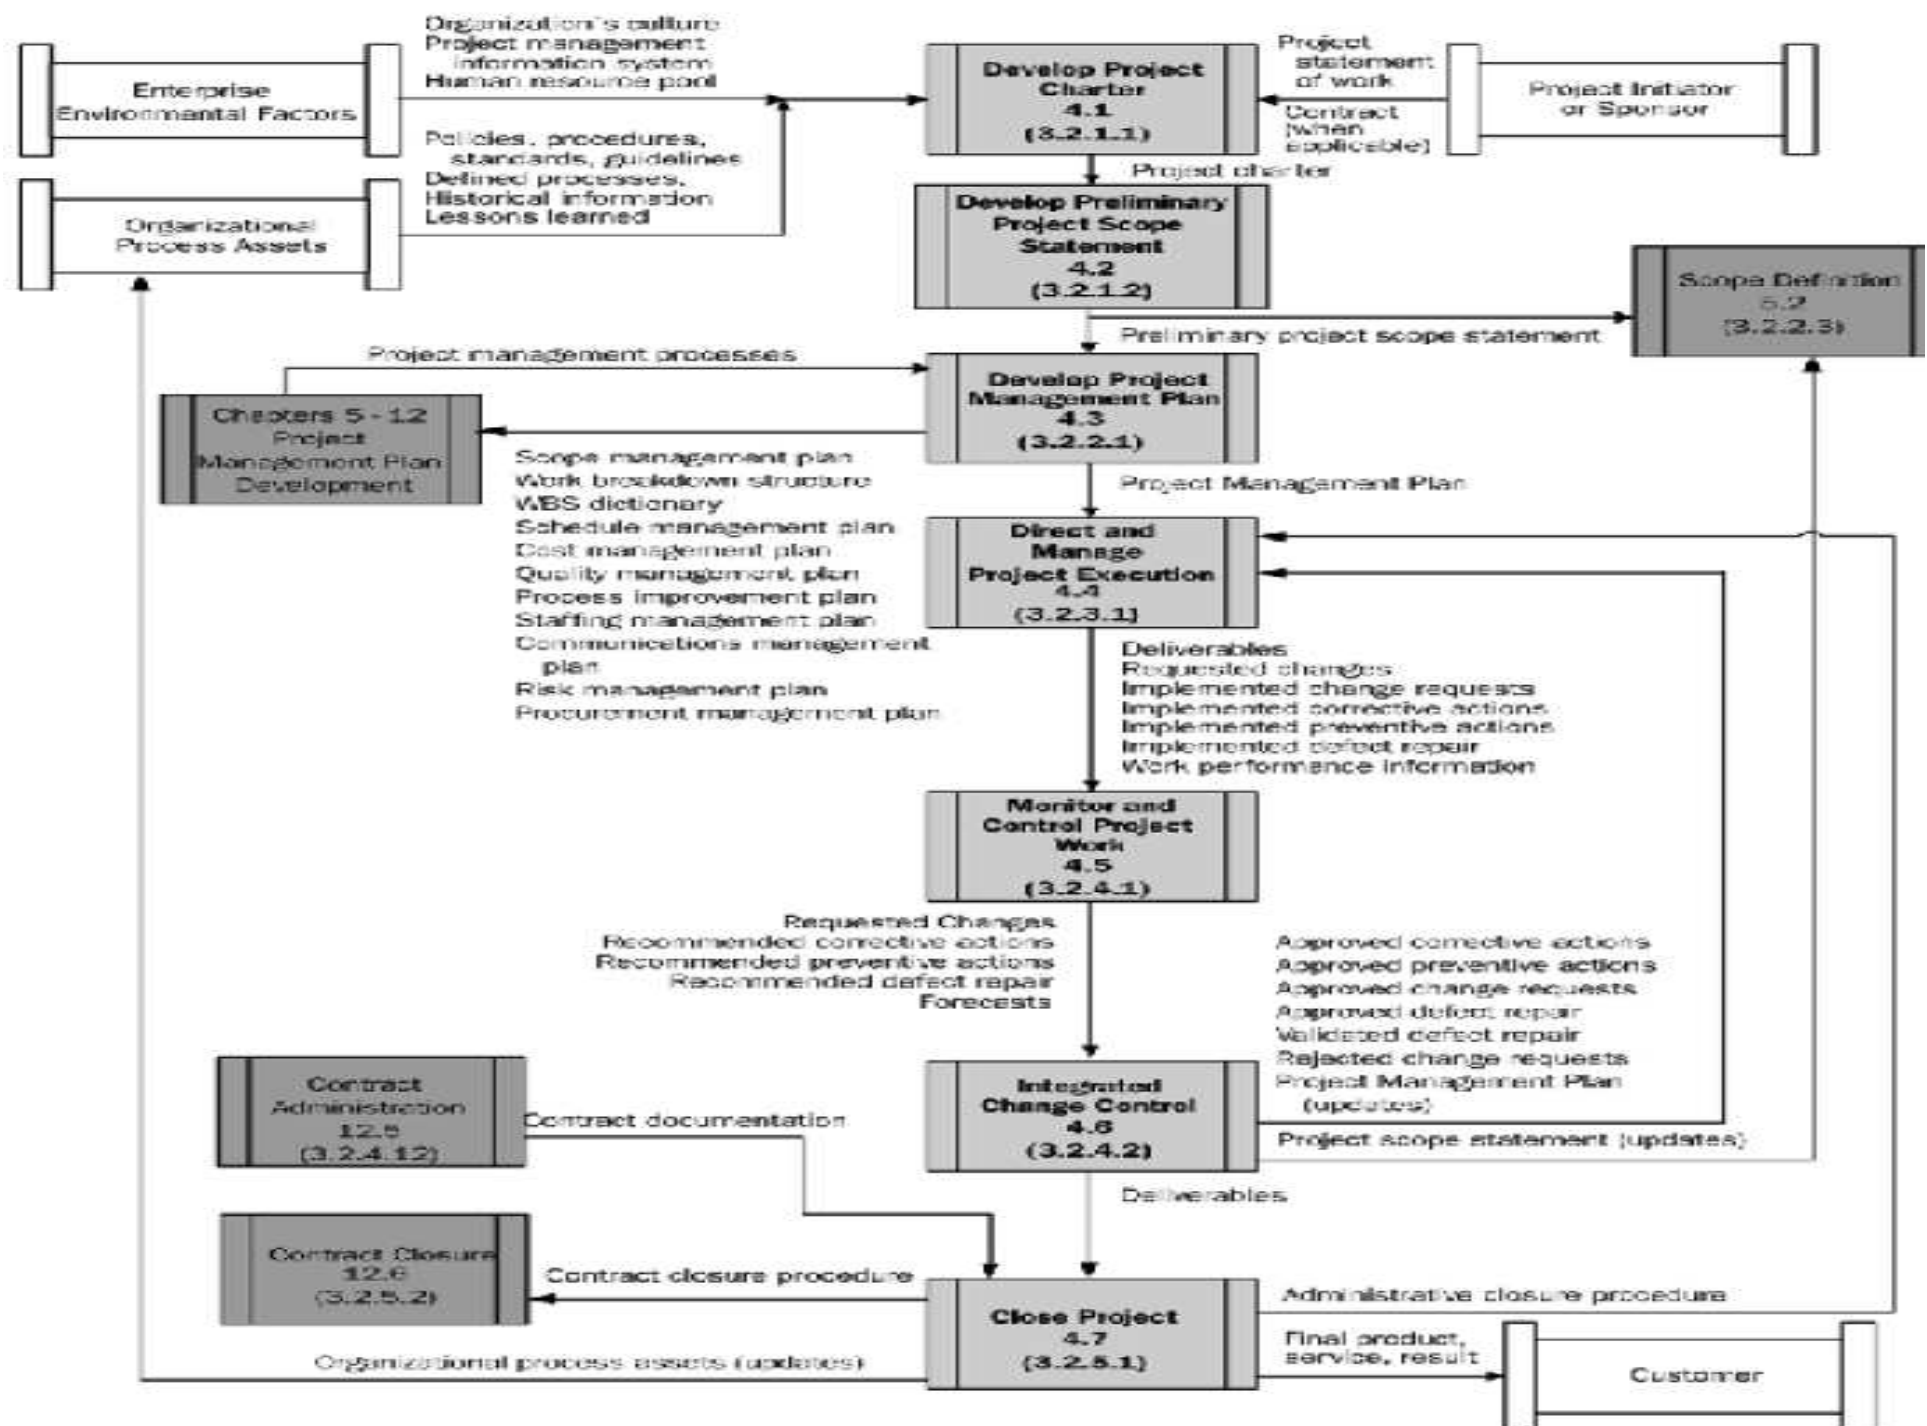 Organization's culture
Project management
information system
Human resource pool
Enterprise
Environmental Factors
Develop Project
Charter
4.1
(3.2.1.1)
Project
statement
of work
Contract
(when
applicable)
Project Initiator
or Sponsor
Policies, procedures,
standards, guidelines
Defined processes,
Historical information
Lessons learned
Organizational
Process Assets
Project charter
Develop Preliminary
Project Scope
Statement
4.2
(3.2.1.2)
Scope Definition
5.2
(3.2.2.3)
Preliminary project scope statement
Project management processes
Develop Project
Management Plan
4.3
(3.2.2.1)
Chapters 5 - 12
Project
Management Plan
Development
Scope management plan
Work breakdown structure
WBS dictionary
Schedule management plan
Cost management plan
Quality management plan
Process improvement plan
Staffing management plan
Communications management
plan
Risk management plan
Procurement management plan
Project Management Plan
Direct and
Manage
Project Execution
4.4
(3.2.3.1)
Deliverables
Requested changes
Implemented change requests
Implemented corrective actions
Implemented preventive actions
Implemented defect repair
Work performance information
Monitor and
Control Project
Work
4.5
(3.2.4.1)
Requested Changes
Recommended corrective actions
Recommended preventive actions
Recommended defect repair
Forecasts
Approved corrective actions
Approved preventive actions
Approved change requests
Approved defect repair
Validated defect repair
Rejected change requests
Project Management Plan
(updates)
Project scope statement (updates)
Integrated
Change Control
4.6
(3.2.4.2)
Contract
Administration
12.5
(3.2.4.12)
Contract documentation
Deliverables
Contract Closure
12.6
(3.2.5.2)
Contract closure procedure
Close Project
4.7
(3.2.5.1)
Administrative closure procedure
Final product,
service, result
Customer
Organizational process assets (updates)